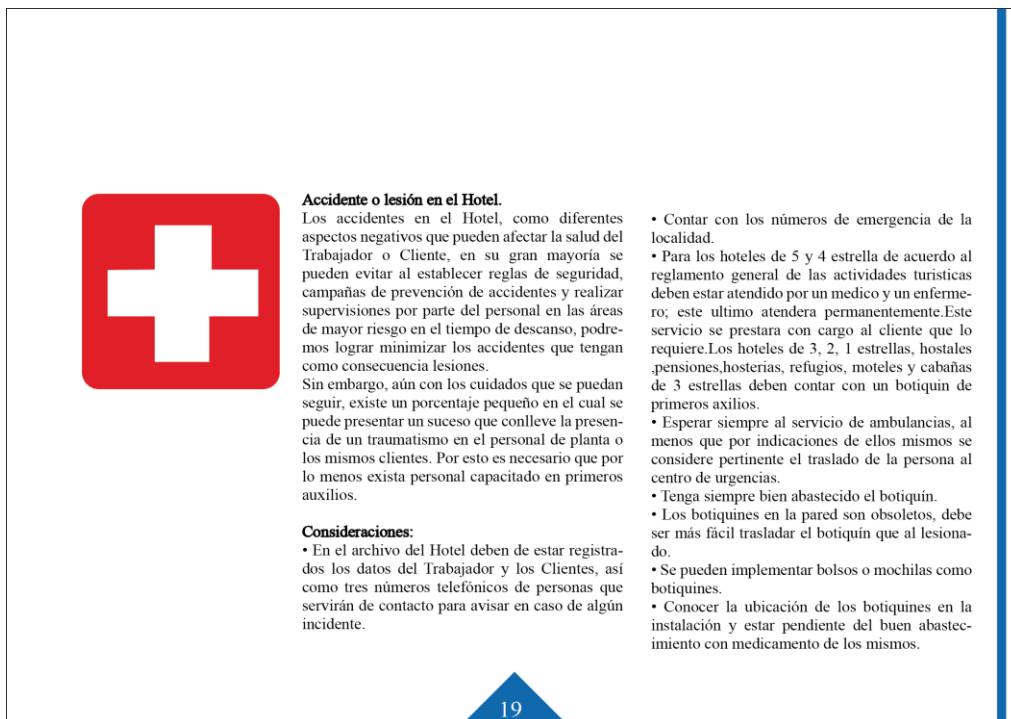 Accidente o lesión en el Hotel.
Los accidentes en el Hotel, como diferentes
aspectos negativos que pueden afectar la salud del
Trabajador o Cliente, en su gran mayoría se
pueden evitar al establecer reglas de seguridad,
campañas de prevención de accidentes y realizar
supervisiones por parte del personal en las áreas
de mayor riesgo en el tiempo de descanso, podre-
mos lograr minimizar los accidentes que tengan
como consecuencia lesiones.
Sin embargo, aún con los cuidados que se puedan
seguir, existe un porcentaje pequeño en el cual se
puede presentar un suceso que conlleve la presen-
cia de un traumatismo en el personal de planta o
los mismos clientes. Por esto es necesario que por
lo menos exista personal capacitado en primeros
auxilios.
Consideraciones:
• En el archivo del Hotel deben de estar registra-
dos los datos del Trabajador y los Clientes, así
como tres números telefónicos de personas que
servirán de contacto para avisar en caso de algún
incidente.
• Contar con los números de emergencia de la
localidad.
• Para los hoteles de 5 y 4 estrella de acuerdo al
reglamento general de las actividades turisticas
deben estar atendido por un medico y un enferme-
ro; este ultimo atendera permanentemente.Este
servicio se prestara con cargo al cliente que lo
requiere.Los hoteles de 3, 2, 1 estrellas, hostales
,pensiones,hosterias, refugios, moteles y cabañas
de 3 estrellas deben contar con un botiquin de
primeros axilios.
• Esperar siempre al servicio de ambulancias, al
menos que por indicaciones de ellos mismos se
considere pertinente el traslado de la persona al
centro de urgencias.
• Tenga siempre bien abastecido el botiquín.
• Los botiquines en la pared son obsoletos, debe
ser más fácil trasladar el botiquín que al lesiona-
do.
• Se pueden implementar bolsos o mochilas como
botiquines.
• Conocer la ubicación de los botiquines en la
instalación y estar pendiente del buen abastec-
imiento con medicamento de los mismos.
19